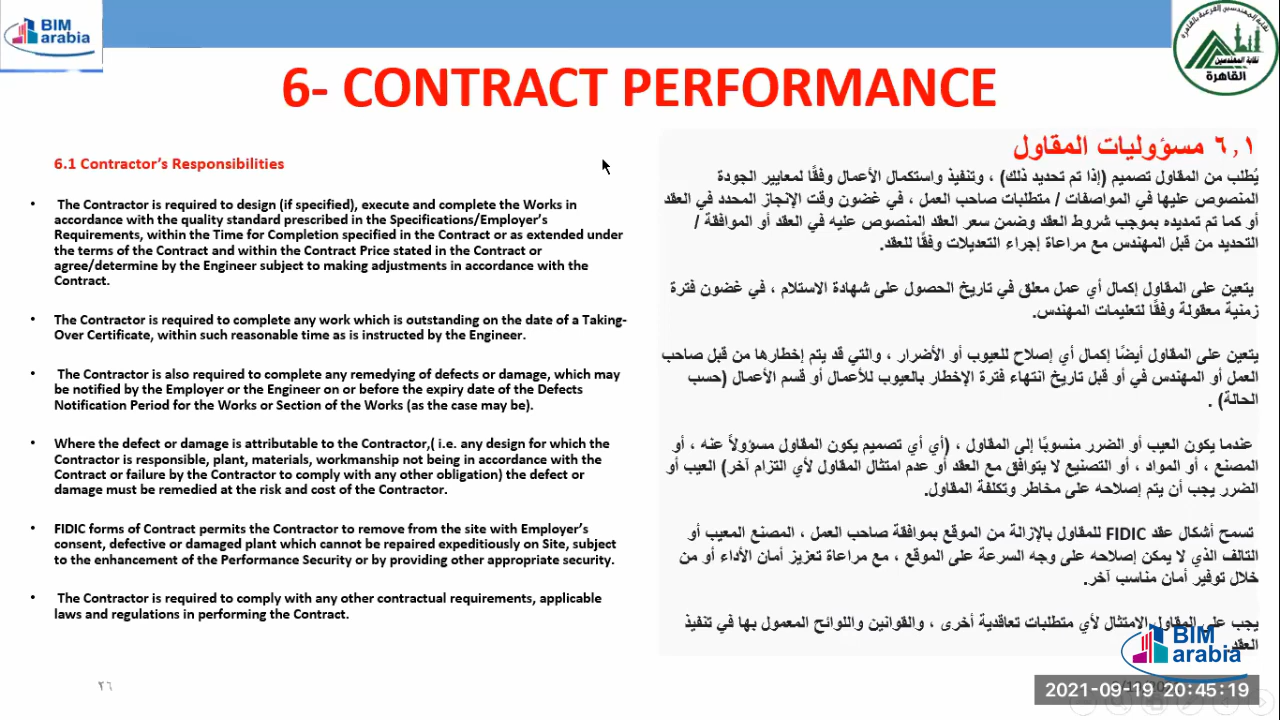 BIM
arabia
نقابة المهندسين الفرعية بالقاهرة
نقابة المهندسين
القاهرة
6- CONTRACT PERFORMANCE
6.1 Contractor's Responsibilities
• The Contractor is required to design (if specified), execute and complete the Works in
accordance with the quality standard prescribed in the Specifications/Employer's
Requirements, within the Time for Completion specified in the Contract or as extended under
the terms of the Contract and within the Contract Price stated in the Contract or
agree/determine by the Engineer subject to making adjustments in accordance with the
Contract.
• The Contractor is required to complete any work which is outstanding on the date of a Taking-
Over Certificate, within such reasonable time as is instructed by the Engineer.
• The Contractor is also required to complete any remedying of defects or damage, which may
be notified by the Employer or the Engineer on or before the expiry date of the Defects
Notification Period for the Works or Section of the Works (as the case may be).
• Where the defect or damage is attributable to the Contractor,( i.e. any design for which the
Contractor is responsible, plant, materials, workmanship not being in accordance with the
Contract or failure by the Contractor to comply with any other obligation) the defect or
damage must be remedied at the risk and cost of the Contractor.
• FIDIC forms of Contract permits the Contractor to remove from the site with Employer's
consent, defective or damaged plant which cannot be repaired expeditiously on Site, subject
to the enhancement of the Performance Security or by providing other appropriate security.
• The Contractor is required to comply with any other contractual requirements, applicable
laws and regulations in performing the Contract.
٦,١ مسؤوليات المقاول
يُطلب من المقاول تصميم (إذا تم تحديد ذلك) ، وتنفيذ واستكمال الأعمال وفقًا لمعايير الجودة
المنصوص عليها في المواصفات / متطلبات صاحب العمل ، في غضون وقت الإنجاز المحدد في العقد
أو كما تم تمديده بموجب شروط العقد وضمن سعر العقد المنصوص عليه في العقد أو الموافقة /
التحديد من قبل المهندس مع مراعاة إجراء التعديلات وفقًا للعقد.
يتعين على المقاول إكمال أي عمل معلق في تاريخ الحصول على شهادة الاستلام ، في غضون فترة
زمنية معقولة وفقًا لتعليمات المهندس.
يتعين على المقاول أيضًا إكمال أي إصلاح للعيوب أو الأضرار ، والتي قد يتم إخطارها من قبل صاحب
العمل أو المهندس في أو قبل تاريخ انتهاء فترة الإخطار بالعيوب للأعمال أو قسم الأعمال (حسب
الحالة) .
عندما يكون العيب أو الضرر منسوبًا إلى المقاول ، (أي أي تصميم يكون المقاول مسؤولاً عنه ، أو
المصنع ، أو المواد ، أو التصنيع لا يتوافق مع العقد أو عدم امتثال المقاول لأي التزام آخر) العيب أو
الضرر يجب أن يتم إصلاحه على مخاطر وتكلفة المقاول.
تسمح أشكال عقد FIDIC للمقاول بالإزالة من الموقع بموافقة صاحب العمل ، المصنع المعيب أو
التالف الذي لا يمكن إصلاحه على وجه السرعة على الموقع ، مع مراعاة تعزيز أمان الأداء أو من
خلال توفير أمان مناسب آخر.
يجب على المقاول الامتثال لأي متطلبات تعاقدية أخرى ، والقوانين واللوائح المعمول بها في تنفيذ
العقد.
BIM
arabia
٢٦
2021-09-19 20:45:19